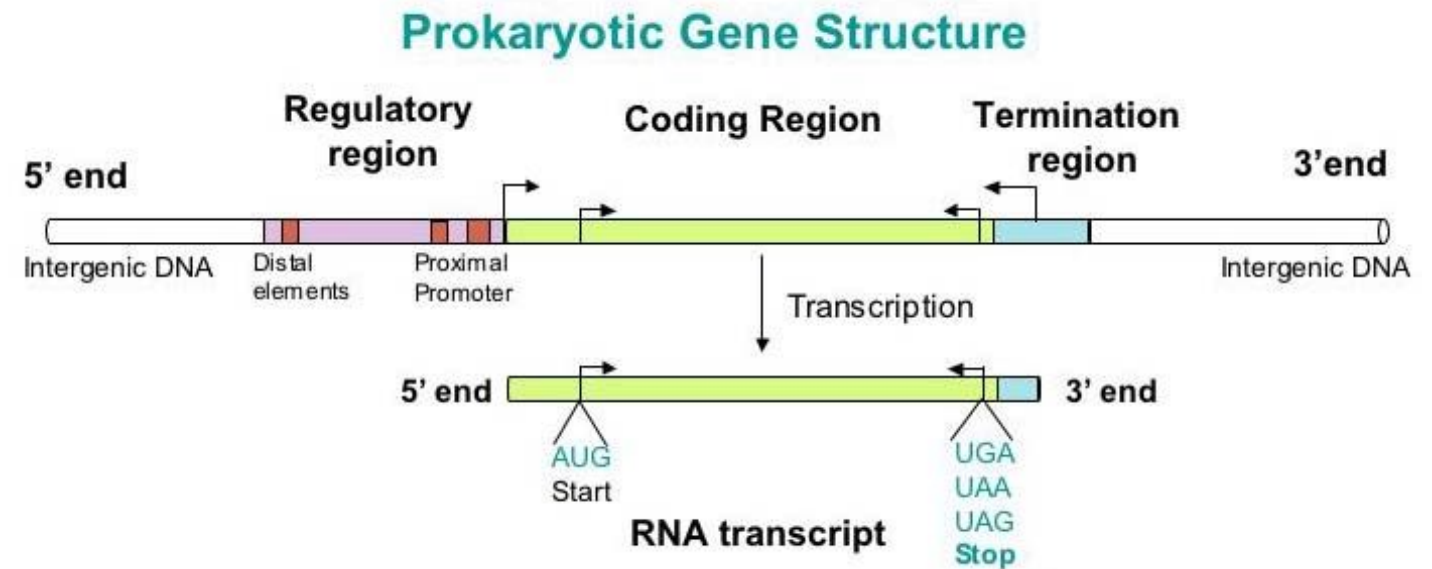 Prokaryotic Gene Structure
Regulatory
region
Coding Region
Termination
region
5’ end
3’end
Intergenic DNA
Distal
elements
Proximal
Promoter
Intergenic DNA
Transcription
5’ end
3’ end
AUG
Start
UGA
UAA
UAG
Stop
RNA transcript